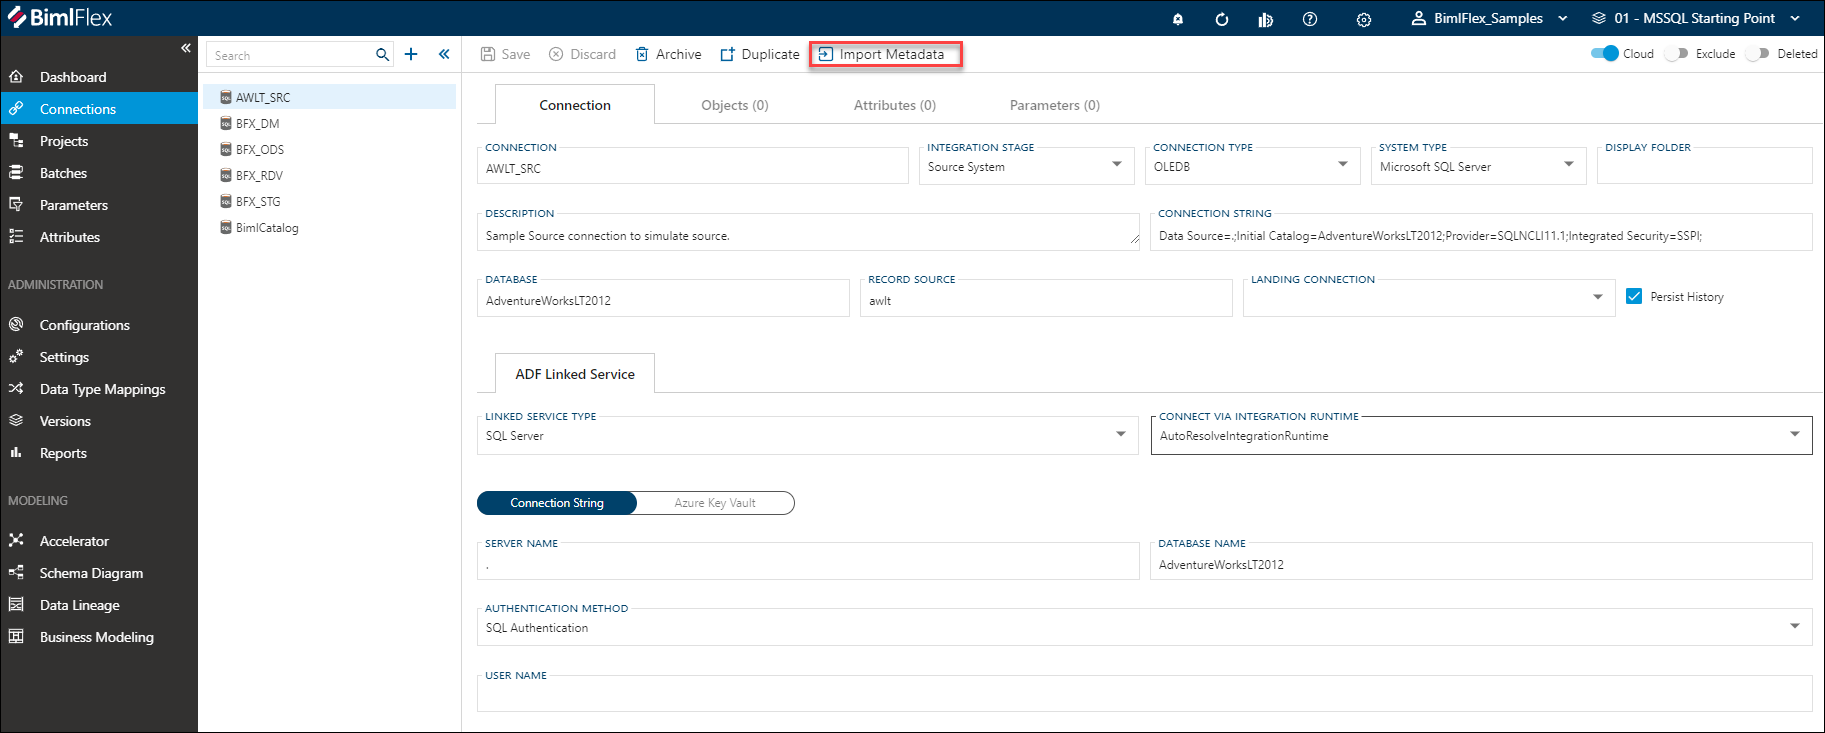 BimlFlex
BimlFlex_Samples
01 - MSSQL Starting Point
Dashboard
Connections
Projects
Batches
Parameters
Attributes
ADMINISTRATION
Configurations
Settings
Data Type Mappings
Versions
Reports
MODELING
Accelerator
Schema Diagram
Data Lineage
Business Modeling
Search
AWLT_SRC
BFX_DM
BFX_ODS
BFX_RDV
BFX_STG
BimlCatalog
Save Discard Archive Duplicate Import Metadata Cloud Exclude Deleted
Connection Objects (0) Attributes (0) Parameters (0)
CONNECTION INTEGRATION STAGE CONNECTION TYPE SYSTEM TYPE DISPLAY FOLDER
AWLT_SRC Source System OLEDB Microsoft SQL Server
DESCRIPTION CONNECTION STRING
Sample Source connection to simulate source. Data Source=.;Initial Catalog=AdventureWorksLT2012;Provider=SQLNCLI11.1;Integrated Security=SSPI;
DATABASE RECORD SOURCE LANDING CONNECTION
AdventureWorksLT2012 awlt Persist History
ADF Linked Service
LINKED SERVICE TYPE CONNECT VIA INTEGRATION RUNTIME
SQL Server AutoResolveIntegrationRuntime
Connection String Azure Key Vault
SERVER NAME DATABASE NAME
. AdventureWorksLT2012
AUTHENTICATION METHOD
SQL Authentication
USER NAME